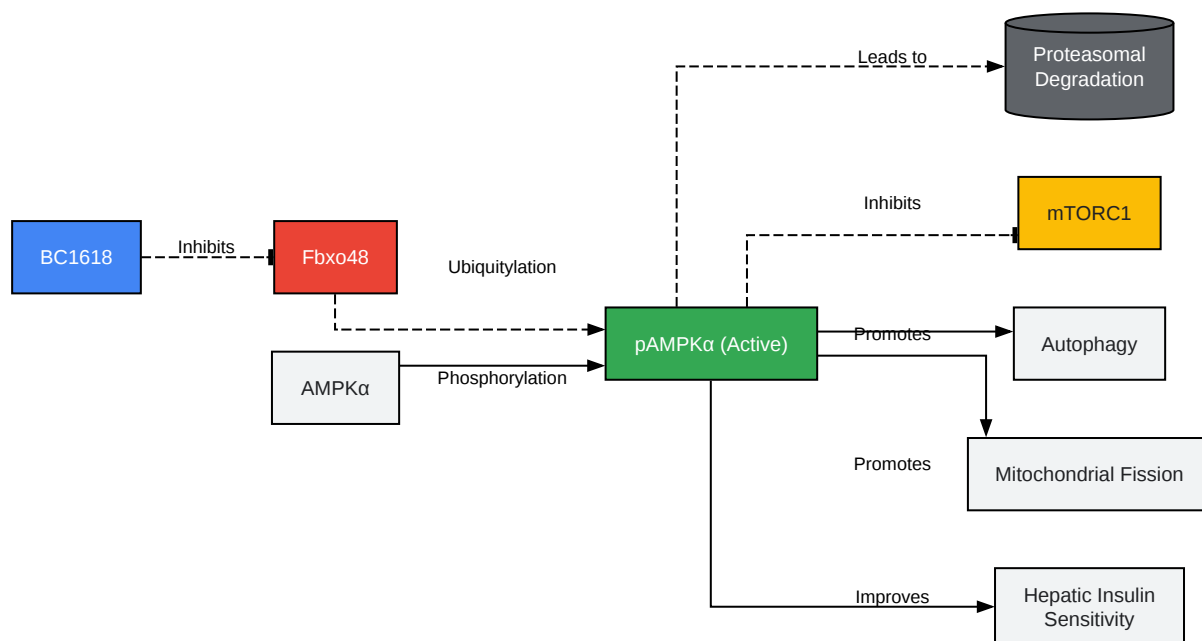 Leads to
Proteasomal
Degradation
Inhibits
mTORC1
BC1618
Inhibits
Fbxo48
Ubiquitylation
pAMPKα (Active)
Promotes
Autophagy
AMPKα
Phosphorylation
Promotes
Mitochondrial Fission
Improves
Hepatic Insulin
Sensitivity